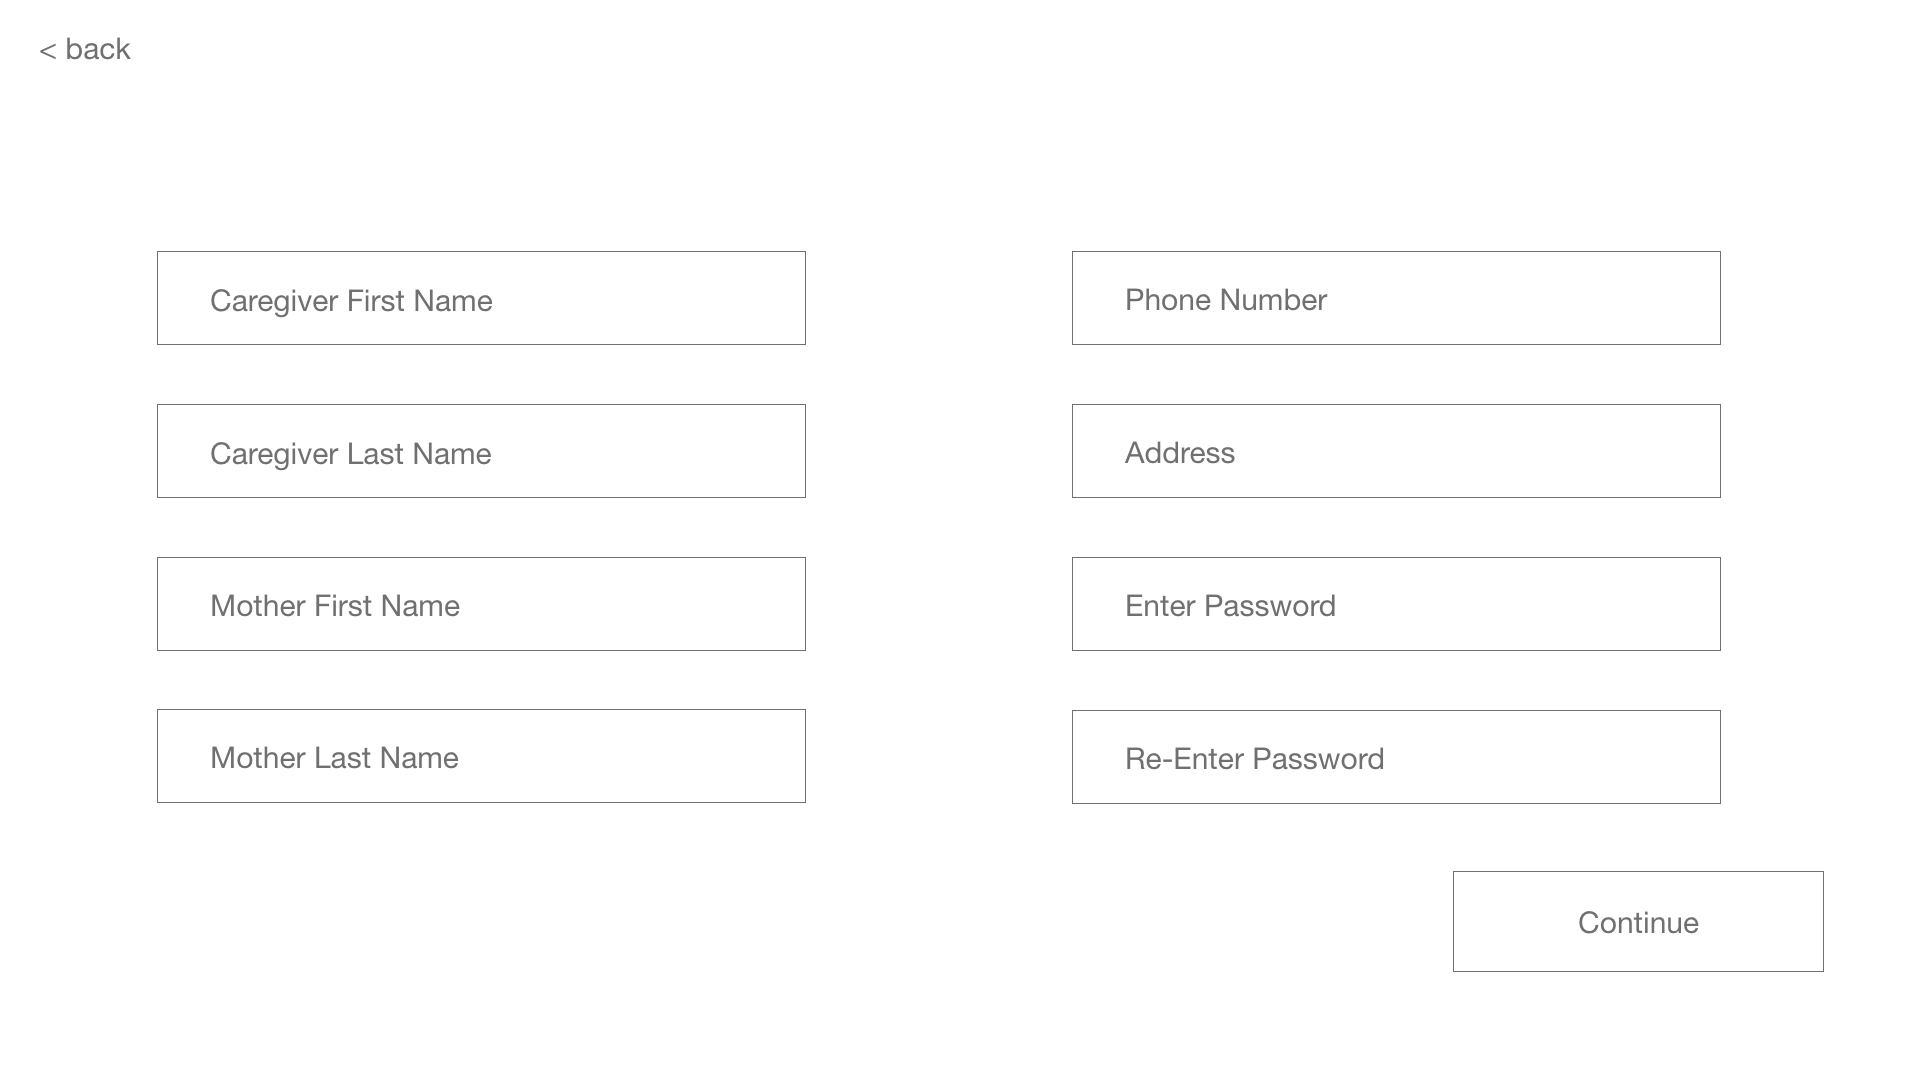 < back
Caregiver First Name
Caregiver Last Name
Mother First Name
Mother Last Name
Phone Number
Address
Enter Password
Re-Enter Password
Continue